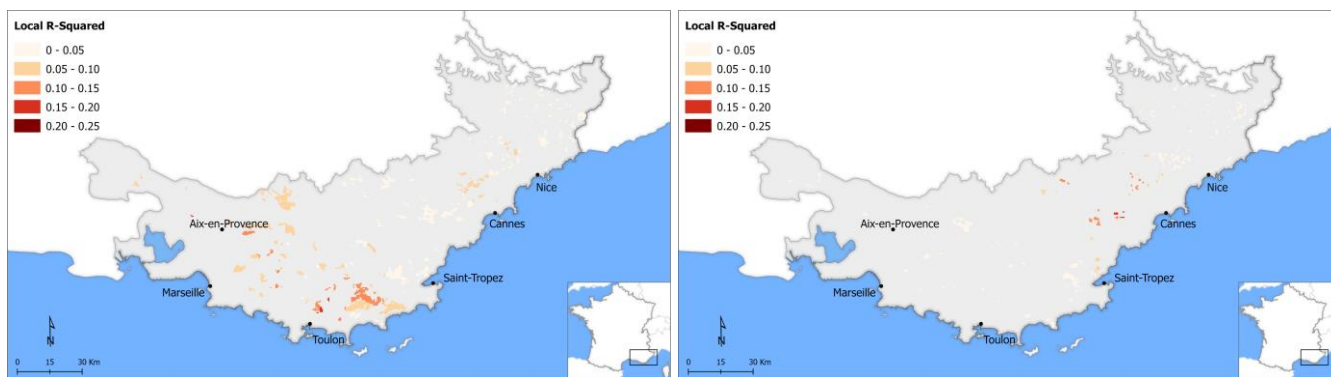 Local R-Squared
0 - 0.05
0.05 - 0.10
0.10 - 0.15
0.15 - 0.20
0.20 - 0.25
Nice
Cannes
Aix-en-Provence
Saint-Tropez
Marseille
Toulon
N
0 15 30 Km
Local R-Squared
0 - 0.05
0.05 - 0.10
0.10 - 0.15
0.15 - 0.20
0.20 - 0.25
Nice
Cannes
Aix-en-Provence
Saint-Tropez
Marseille
Toulon
N
0 15 30 Km